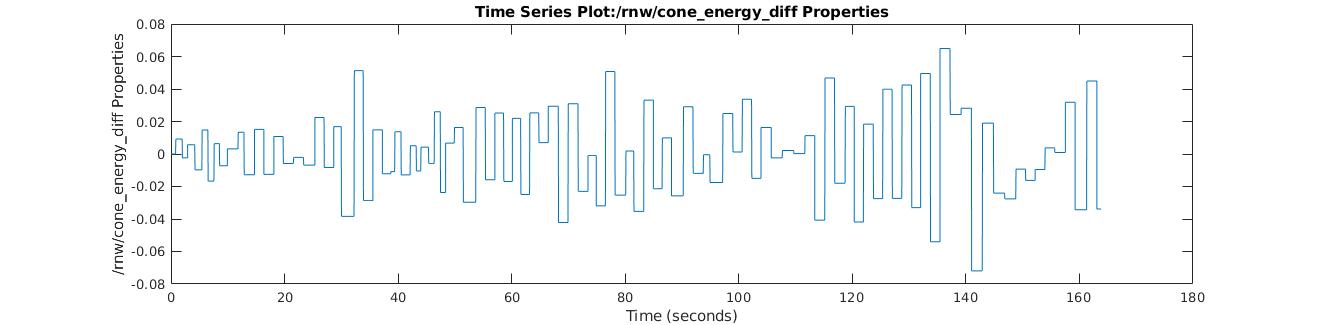 Time Series Plot:/rnw/cone_energy_diff Properties
/rnw/cone_energy_diff Properties
0.08
0.06
0.04
0.02
0
-0.02
-0.04
-0.06
-0.08
0 20 40 60 80 100 120 140 160 180
Time (seconds)